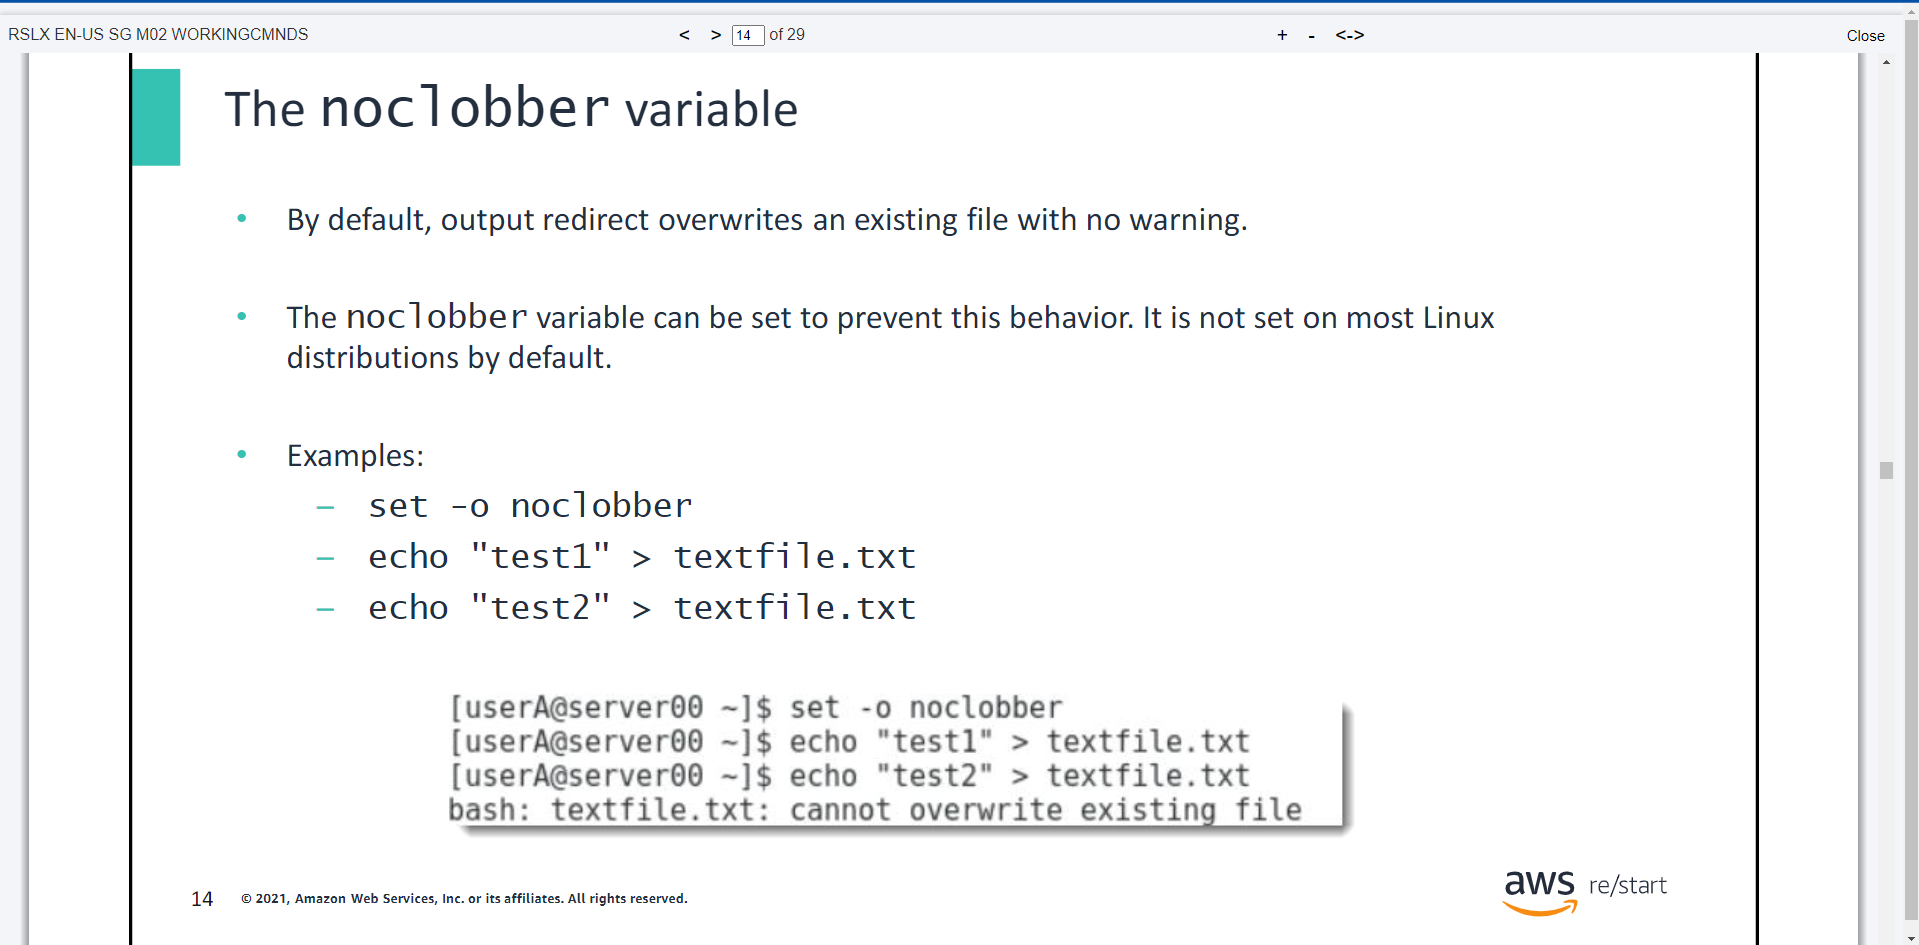 RSLX EN-US SG M02 WORKINGCMNDS
< > 14 of 29
+ - <->
Close
The noclobber variable
• By default, output redirect overwrites an existing file with no warning.
• The noclobber variable can be set to prevent this behavior. It is not set on most Linux
distributions by default.
• Examples:
– set -o noclobber
– echo "test1" > textfile.txt
– echo "test2" > textfile.txt
[userA@server00 ~]$ set -o noclobber
[userA@server00 ~]$ echo "test1" > textfile.txt
[userA@server00 ~]$ echo "test2" > textfile.txt
bash: textfile.txt: cannot overwrite existing file
14 © 2021, Amazon Web Services, Inc. or its affiliates. All rights reserved.
aws re/start